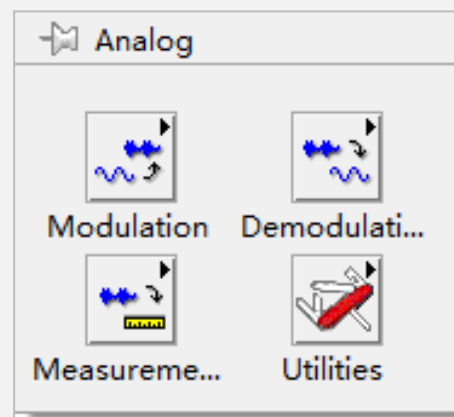 Analog
Modulation
Demodulati...
Measureme...
Utilities